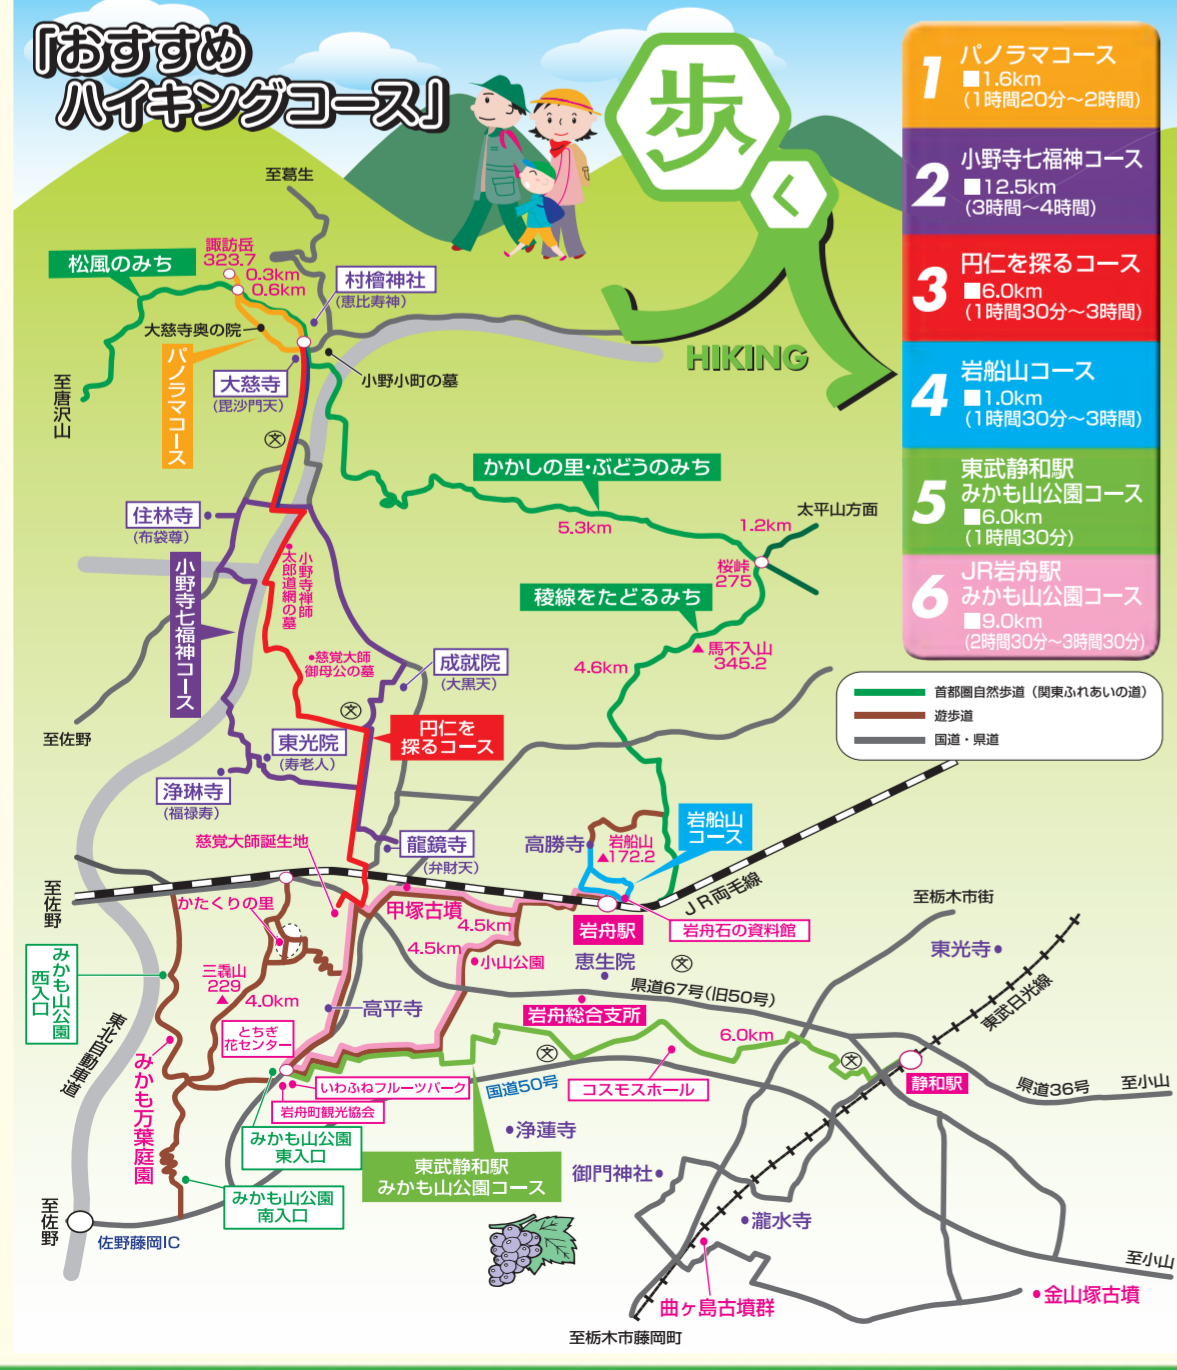 「おすすめ
ハイキングコース」
歩
く
HIKING
1
パノラマコース
■1.6km
(1時間20分〜2時間)
2
小野寺七福神コース
■12.5km
(3時間〜4時間)
3
円仁を探るコース
■6.0km
(1時間30分〜3時間)
4
岩船山コース
■1.0km
(1時間30分〜3時間)
5
東武静和駅
みかも山公園コース
■6.0km
(1時間30分)
6
JR岩舟駅
みかも山公園コース
■9.0km
(2時間30分〜3時間30分)
首都圏自然歩道（関東ふれあいの道）
遊歩道
国道・県道
至葛生
諏訪岳
323.7
0.3km
0.6km
松風のみち
村檜神社
(恵比寿神)
大慈寺奥の院
パノラマコース
大慈寺
(毘沙門天)
小野小町の墓
至唐沢山
文
かかしの里・ぶどうのみち
5.3km
太平山方面
1.2km
桜峠
275
稜線をたどるみち
▲馬不入山
345.2
4.6km
住林寺
(布袋尊)
小野寺七福神コース
小野寺禅師
太郎道綱の墓
•慈覚大師
御母公の墓
成就院
(大黒天)
文
円仁を
探るコース
至佐野
東光院
(寿老人)
浄琳寺
(福禄寿)
龍鏡寺
(弁財天)
慈覚大師誕生地
高勝寺
岩船山
▲172.2
岩船山
コース
JR両毛線
至佐野
かたくりの里
甲塚古墳
4.5km
4.5km
岩舟駅
岩舟石の資料館
至栃木市街
東光寺•
みかも山公園
西入口
三毳山
229
▲
4.0km
•小山公園
恵生院
文
県道67号(旧50号)
東武日光線
高平寺
岩舟総合支所
とちぎ
花センター
東北自動車道
みかも万葉庭園
文
6.0km
文
いわふねフルーツパーク
岩舟町観光協会
国道50号
コスモスホール
静和駅
県道36号
至小山
みかも山公園
東入口
•浄蓮寺
東武静和駅
みかも山公園コース
御門神社•
みかも山公園
南入口
至佐野
佐野藤岡IC
•瀧水寺
至小山
曲ヶ島古墳群
•金山塚古墳
至栃木市藤岡町